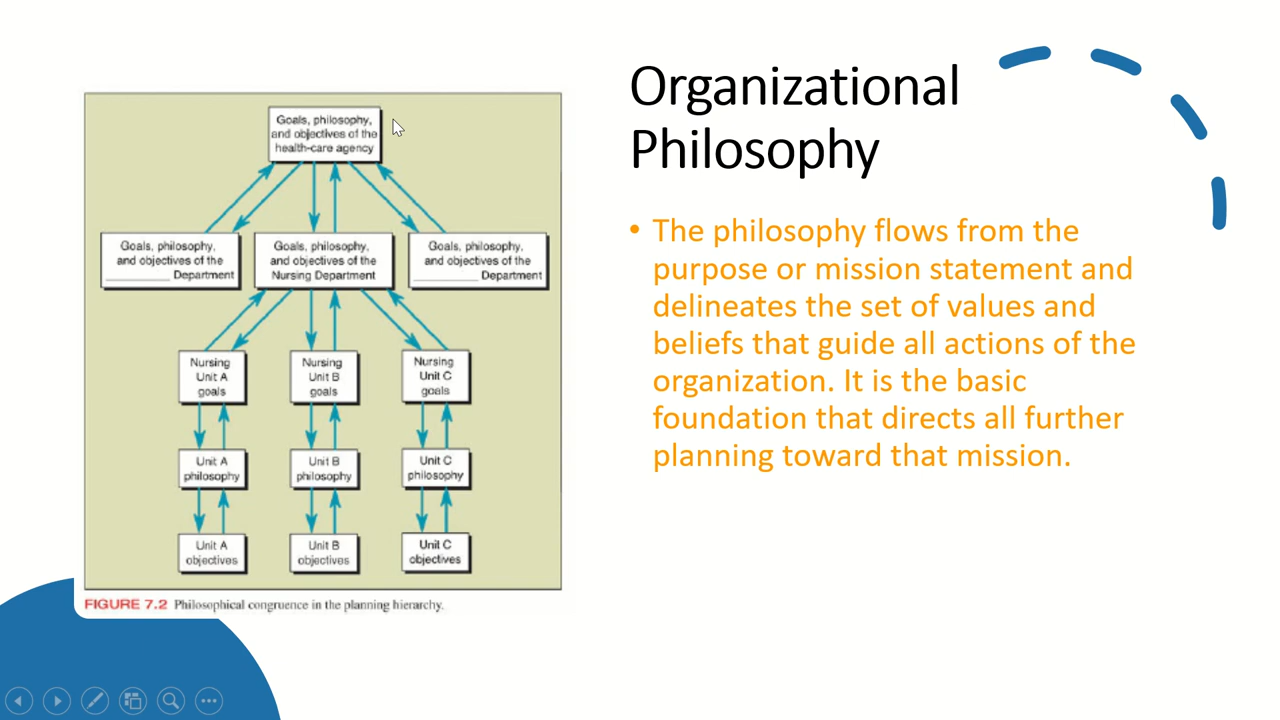 Organizational
Philosophy
• The philosophy flows from the
purpose or mission statement and
delineates the set of values and
beliefs that guide all actions of the
organization. It is the basic
foundation that directs all further
planning toward that mission.
Goals, philosophy,
and objectives of the
health-care agency
Goals, philosophy,
and objectives of the
__________ Department
Goals, philosophy,
and objectives of the
Nursing Department
Goals, philosophy,
and objectives of the
__________ Department
Nursing
Unit A
goals
Nursing
Unit B
goals
Nursing
Unit C
goals
Unit A
philosophy
Unit B
philosophy
Unit C
philosophy
Unit A
objectives
Unit B
objectives
Unit C
objectives
FIGURE 7.2 Philosophical congruence in the planning hierarchy.